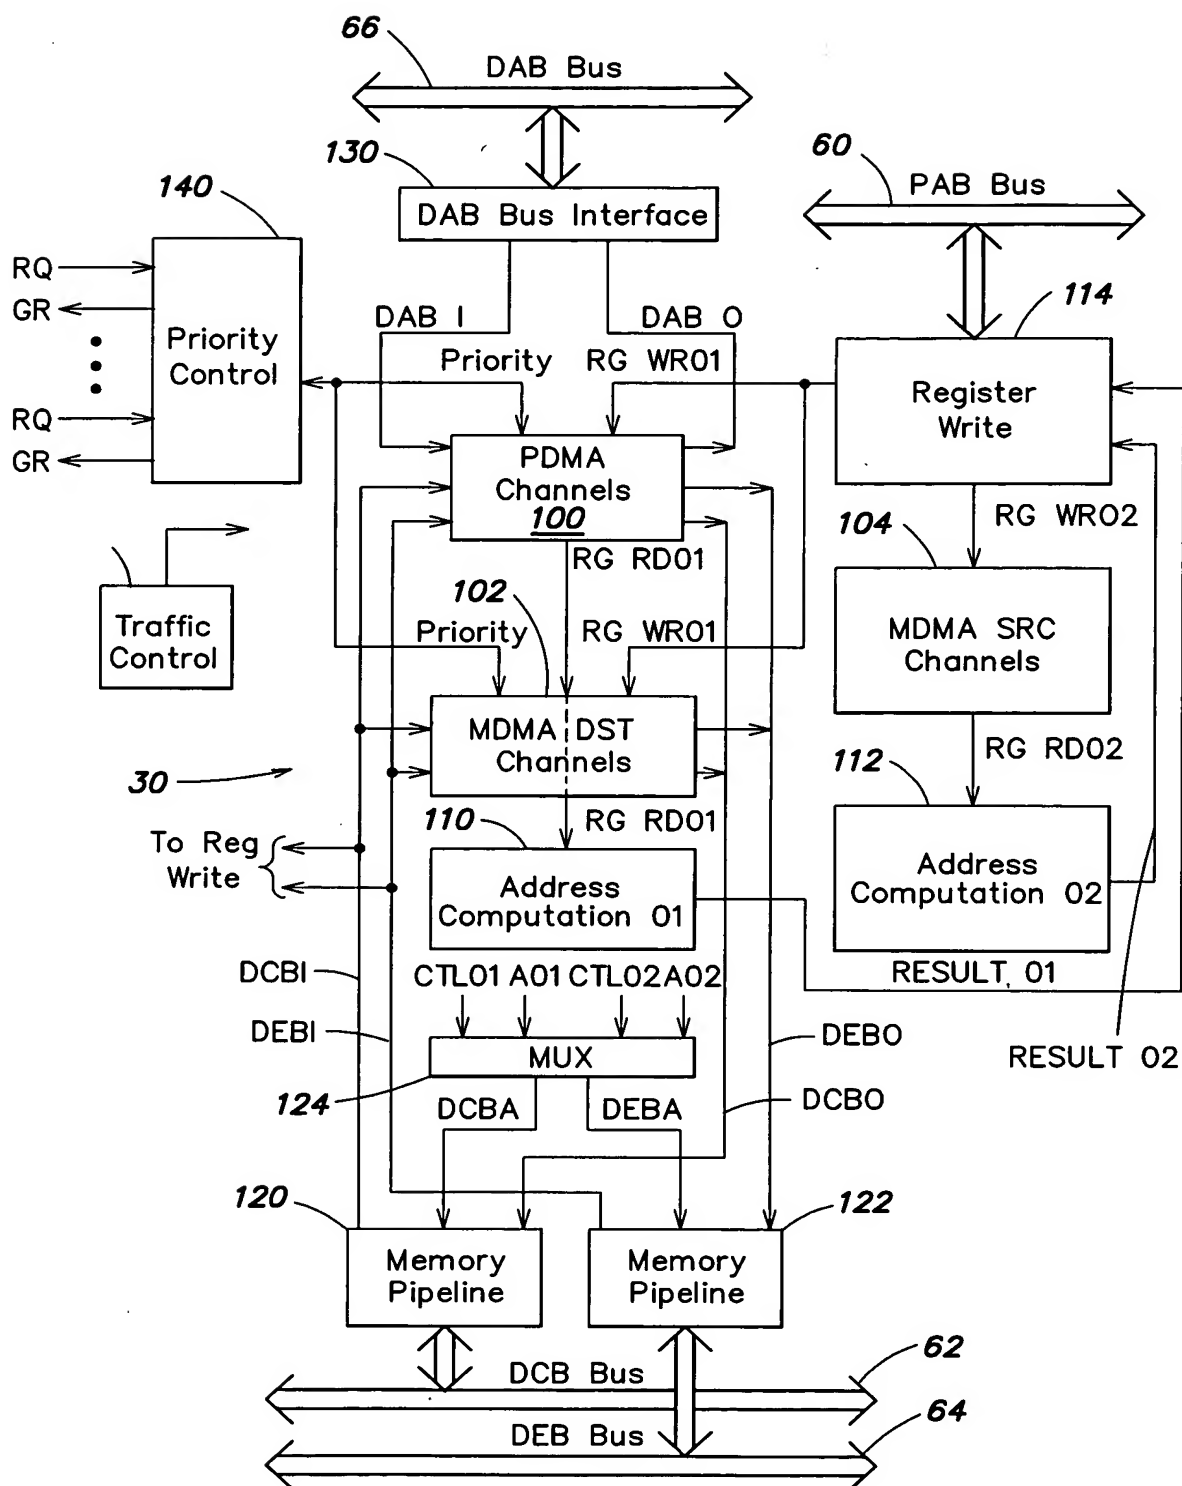 66
DAB Bus
130
DAB Bus Interface
60
PAB Bus
140
RQ
GR
Priority
Control
RQ
GR
DAB I
DAB O
Priority
RG WR01
114
Register
Write
PDMA
Channels
100
RG RD01
RG WR02
104
MDMA SRC
Channels
Traffic
Control
102
Priority
RG WR01
MDMA DST
Channels
RG RD02
112
30
RG RD01
110
To Reg
Write
Address
Computation 01
Address
Computation 02
DCBI
CTL01 A01 CTL02 A02
RESULT 01
DEBI
MUX
DEBO
RESULT 02
124
DCBA
DEBA
DCBO
120
122
Memory
Pipeline
Memory
Pipeline
62
DCB Bus
64
DEB Bus